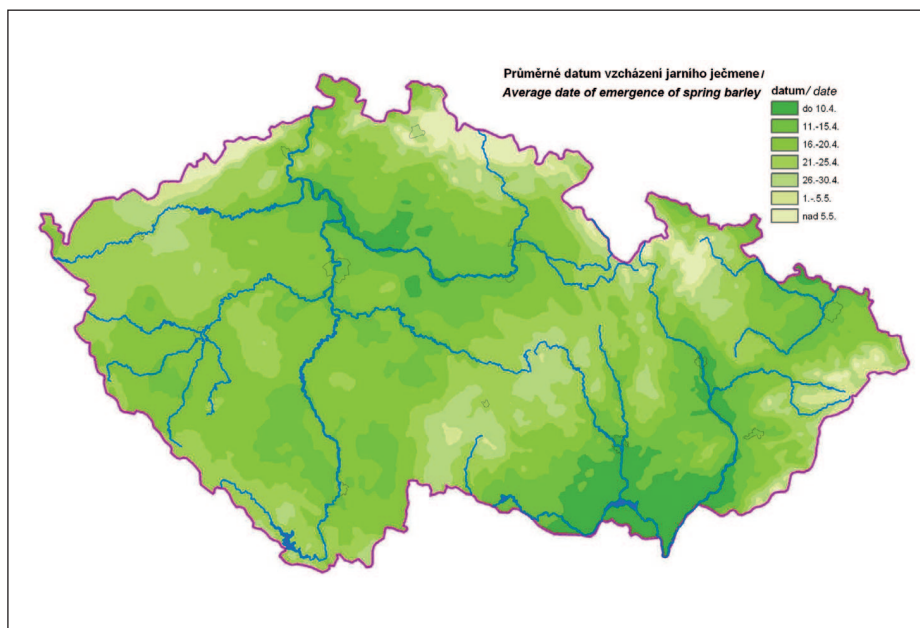 Průměrné datum vzcházení jarního ječmene /
Average date of emergence of spring barley
datum / date
do 10.4.
11.-15.4.
16.-20.4.
21.-25.4.
26.-30.4.
1.-.5.5.
nad 5.5.